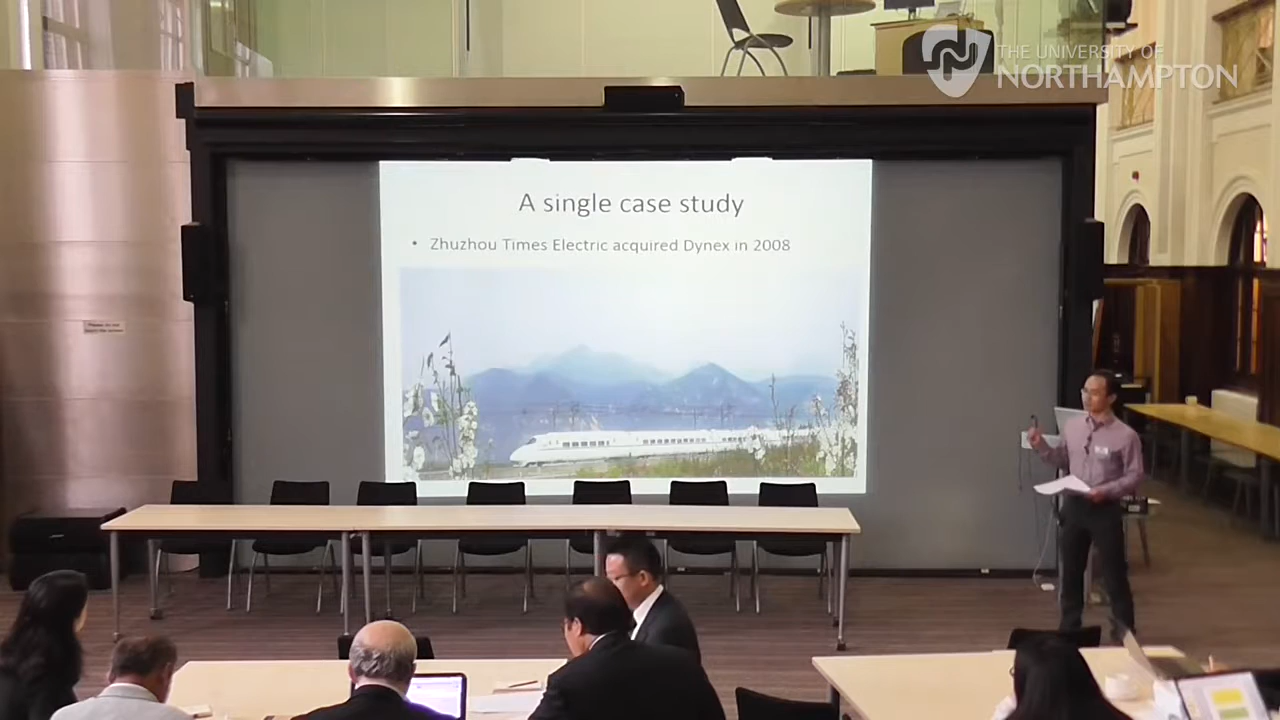 THE UNIVERSITY OF
NORTHAMPTON
A single case study
• Zhuzhou Times Electric acquired Dynex in 2008